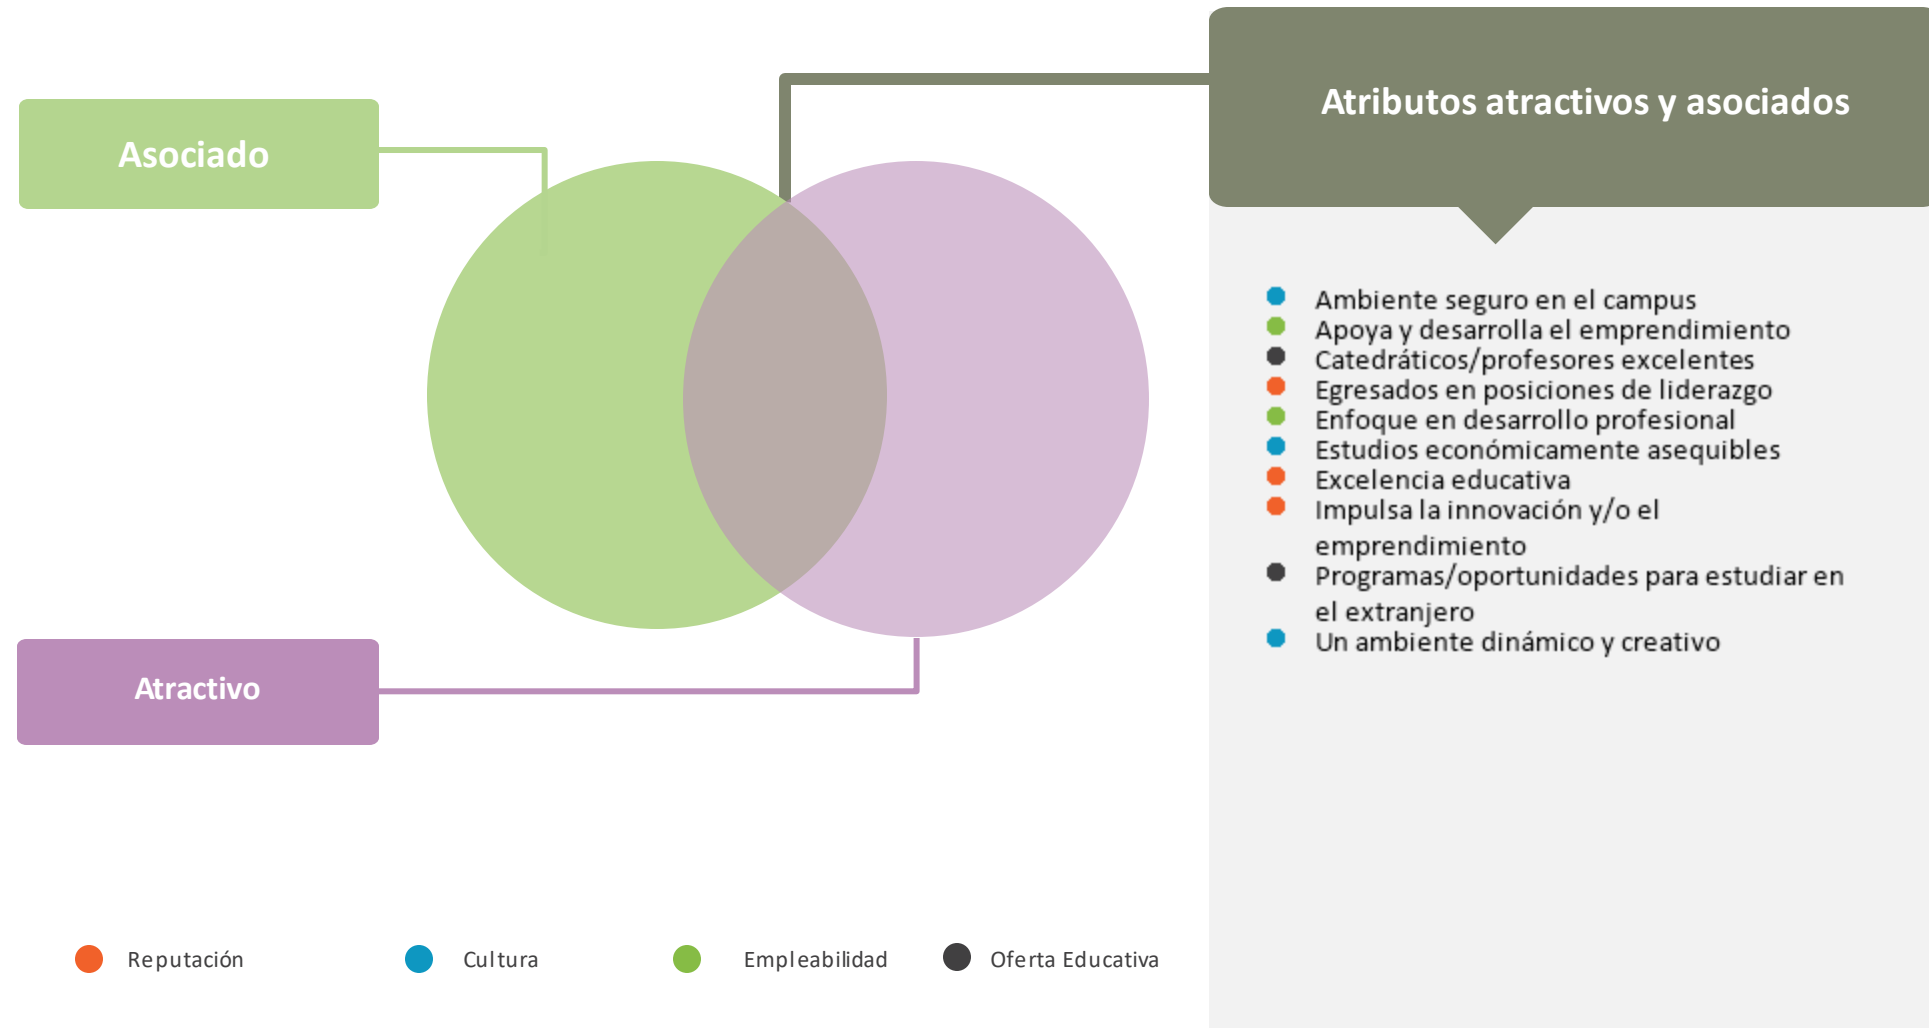 Atributos atractivos y asociados
Asociado
Ambiente seguro en el campus
Apoya y desarrolla el emprendimiento
Catedráticos/profesores excelentes
Egresados en posiciones de liderazgo
Enfoque en desarrollo profesional
Estudios económicamente asequibles
Excelencia educativa
Impulsa la innovación y/o el
emprendimiento
Programas/oportunidades para estudiar en
el extranjero
Un ambiente dinámico y creativo
Atractivo
Reputación
Cultura
Empleabilidad
Oferta Educativa